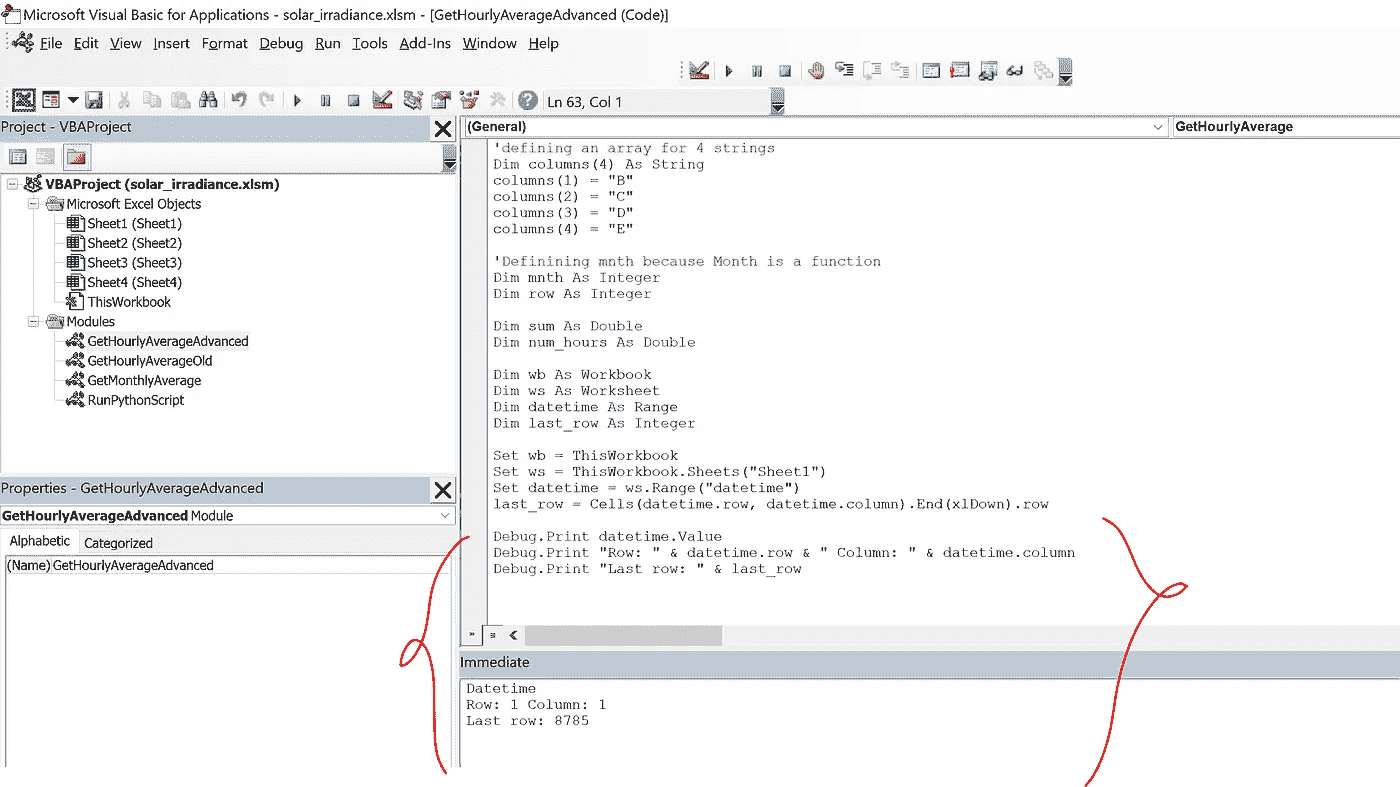 Microsoft Visual Basic for Applications - solar_irradiance.xlsm - [GetHourlyAverageAdvanced (Code)]
File Edit View Insert Format Debug Run Tools Add-Ins Window Help
Ln 63, Col 1
Project - VBAProject
VBAProject (solar_irradiance.xlsm)
Microsoft Excel Objects
Sheet1 (Sheet1)
Sheet2 (Sheet2)
Sheet3 (Sheet3)
Sheet4 (Sheet4)
ThisWorkbook
Modules
GetHourlyAverageAdvanced
GetHourlyAverageOld
GetMonthlyAverage
RunPythonScript
Properties - GetHourlyAverageAdvanced
GetHourlyAverageAdvanced Module
Alphabetic Categorized
(Name) GetHourlyAverageAdvanced
(General) GetHourlyAverage
'defining an array for 4 strings
Dim columns(4) As String
columns(1) = "B"
columns(2) = "C"
columns(3) = "D"
columns(4) = "E"
'Definining mnth because Month is a function
Dim mnth As Integer
Dim row As Integer
Dim sum As Double
Dim num_hours As Double
Dim wb As Workbook
Dim ws As Worksheet
Dim datetime As Range
Dim last_row As Integer
Set wb = ThisWorkbook
Set ws = ThisWorkbook.Sheets("Sheet1")
Set datetime = ws.Range("datetime")
last_row = Cells(datetime.row, datetime.column).End(xlDown).row
Debug.Print datetime.Value
Debug.Print "Row: " & datetime.row & " Column: " & datetime.column
Debug.Print "Last row: " & last_row
Immediate
Datetime
Row: 1 Column: 1
Last row: 8785